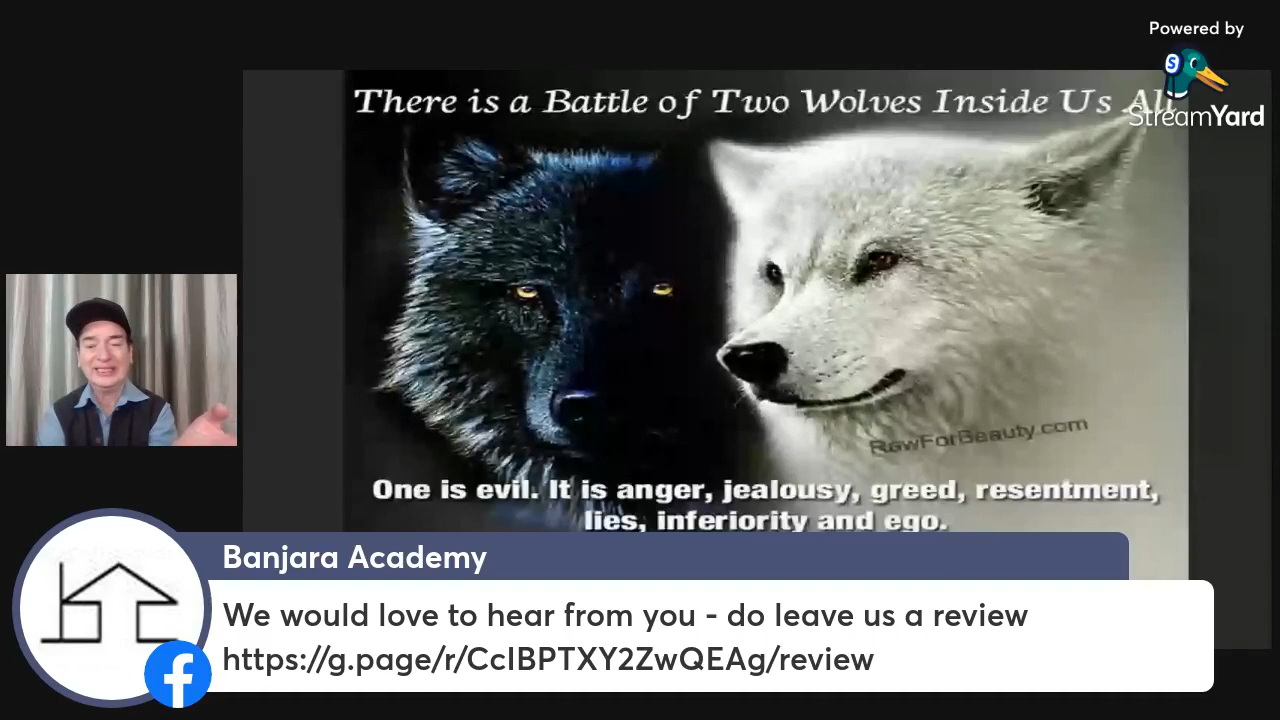 Powered by
StreamYard
There is a Battle of Two Wolves Inside Us All
RawForBeauty.com
One is evil. It is anger, jealousy, greed, resentment,
lies, inferiority and ego.
Banjara Academy
We would love to hear from you - do leave us a review
https://g.page/r/CcIBPTXY2ZwQEAg/review